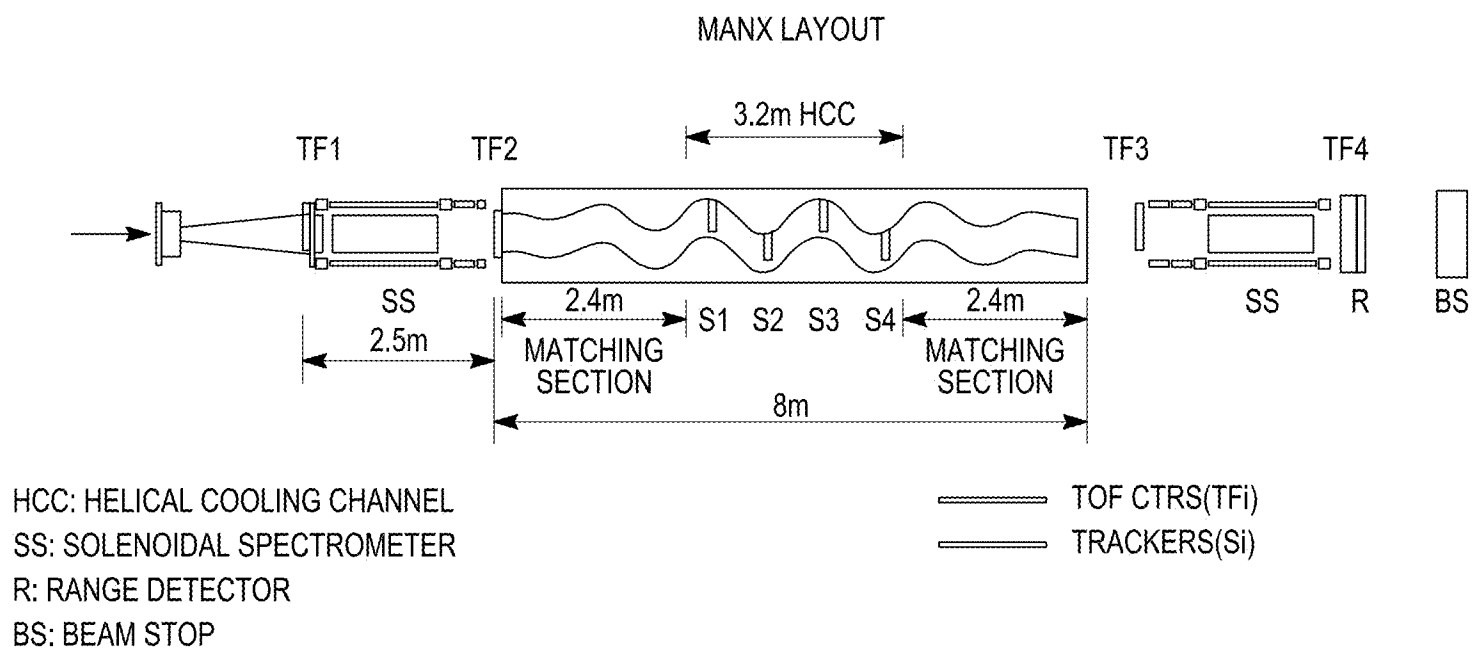 MANX LAYOUT
3.2m HCC
TF1
TF2
TF3
TF4
SS
2.4m
S1
S2
S3
S4
2.4m
SS
R
BS
2.5m
MATCHING
SECTION
MATCHING
SECTION
8m
HCC: HELICAL COOLING CHANNEL
SS: SOLENOIDAL SPECTROMETER
R: RANGE DETECTOR
BS: BEAM STOP
TOF CTRS(TFi)
TRACKERS(Si)